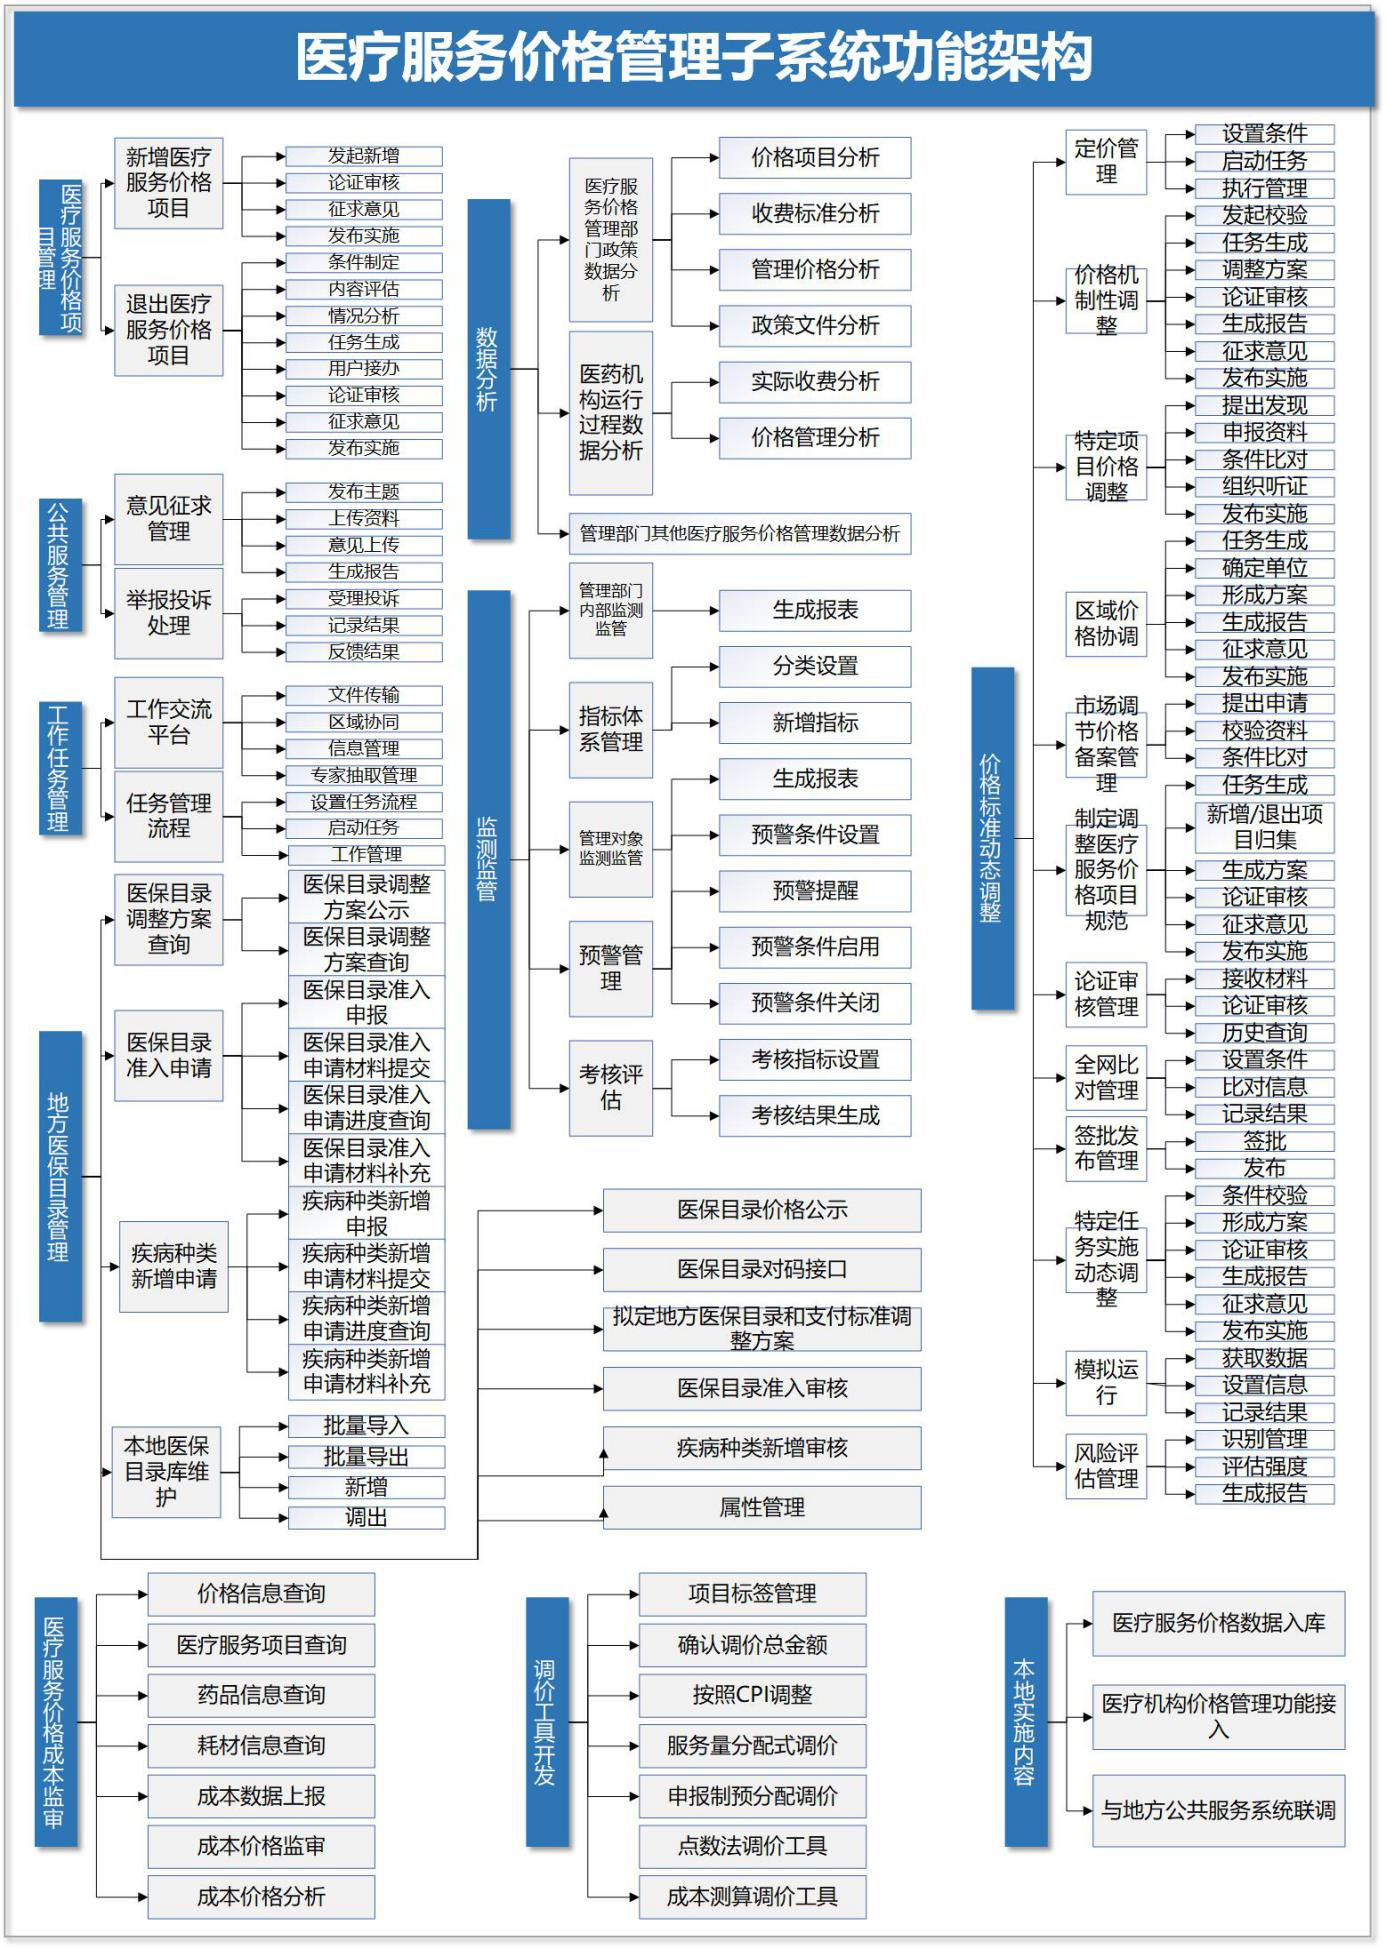 医疗服务价格管理子系统功能架构
医疗服务价格项
目管理
新增医疗
服务价格
项目
发起新增
论证审核
征求意见
发布实施
退出医疗
服务价格
项目
条件制定
内容评估
情况分析
任务生成
用户接办
论证审核
征求意见
发布实施
公共服务管理
意见征求
管理
发布主题
上传资料
意见上传
生成报告
举报投诉
处理
受理投诉
记录结果
反馈结果
工作任务管理
工作交流
平台
文件传输
区域协同
信息管理
专家抽取管理
任务管理
流程
设置任务流程
启动任务
工作管理
地方医保目录管理
医保目录
调整方案
查询
医保目录调整
方案公示
医保目录调整
方案查询
医保目录
准入申请
医保目录准入
申报
医保目录准入
申请材料提交
医保目录准入
申请进度查询
医保目录准入
申请材料补充
疾病种类
新增申请
疾病种类新增
申报
疾病种类新增
申请材料提交
疾病种类新增
申请进度查询
疾病种类新增
申请材料补充
本地医保
目录库维
护
批量导入
批量导出
新增
调出
医保目录价格公示
医保目录对码接口
拟定地方医保目录和支付标准调
整方案
医保目录准入审核
疾病种类新增审核
属性管理
数据分析
医疗服
务价格
管理部
门政策
数据分
析
价格项目分析
收费标准分析
管理价格分析
政策文件分析
医药机
构运行
过程数
据分析
实际收费分析
价格管理分析
管理部门其他医疗服务价格管理数据分析
监测监管
管理部门
内部监测
监管
生成报表
指标体
系管理
分类设置
新增指标
管理对象
监测监管
生成报表
预警条件设置
预警管
理
预警提醒
预警条件启用
预警条件关闭
考核评
估
考核指标设置
考核结果生成
价格标准动态调整
定价管
理
设置条件
启动任务
执行管理
价格机
制性调
整
发起校验
任务生成
调整方案
论证审核
生成报告
征求意见
发布实施
特定项
目价格
调整
提出发现
申报资料
条件比对
组织听证
发布实施
区域价
格协调
任务生成
确定单位
形成方案
生成报告
征求意见
发布实施
市场调
节价格
备案管
理
提出申请
校验资料
条件比对
制定调
整医疗
服务价
格项目
规范
任务生成
新增/退出项
目归集
生成方案
论证审核
征求意见
发布实施
论证审
核管理
接收材料
论证审核
历史查询
全网比
对管理
设置条件
比对信息
记录结果
签批发
布管理
签批
发布
特定任
务实施
动态调
整
条件校验
形成方案
论证审核
生成报告
征求意见
发布实施
模拟运
行
获取数据
设置信息
记录结果
风险评
估管理
识别管理
评估强度
生成报告
医疗服务价格成本监审
价格信息查询
医疗服务项目查询
药品信息查询
耗材信息查询
成本数据上报
成本价格监审
成本价格分析
调价工具开发
项目标签管理
确认调价总金额
按照CPI调整
服务量分配式调价
申报制预分配调价
点数法调价工具
成本测算调价工具
本地实施内容
医疗服务价格数据入库
医疗机构价格管理功能接
入
与地方公共服务系统联调